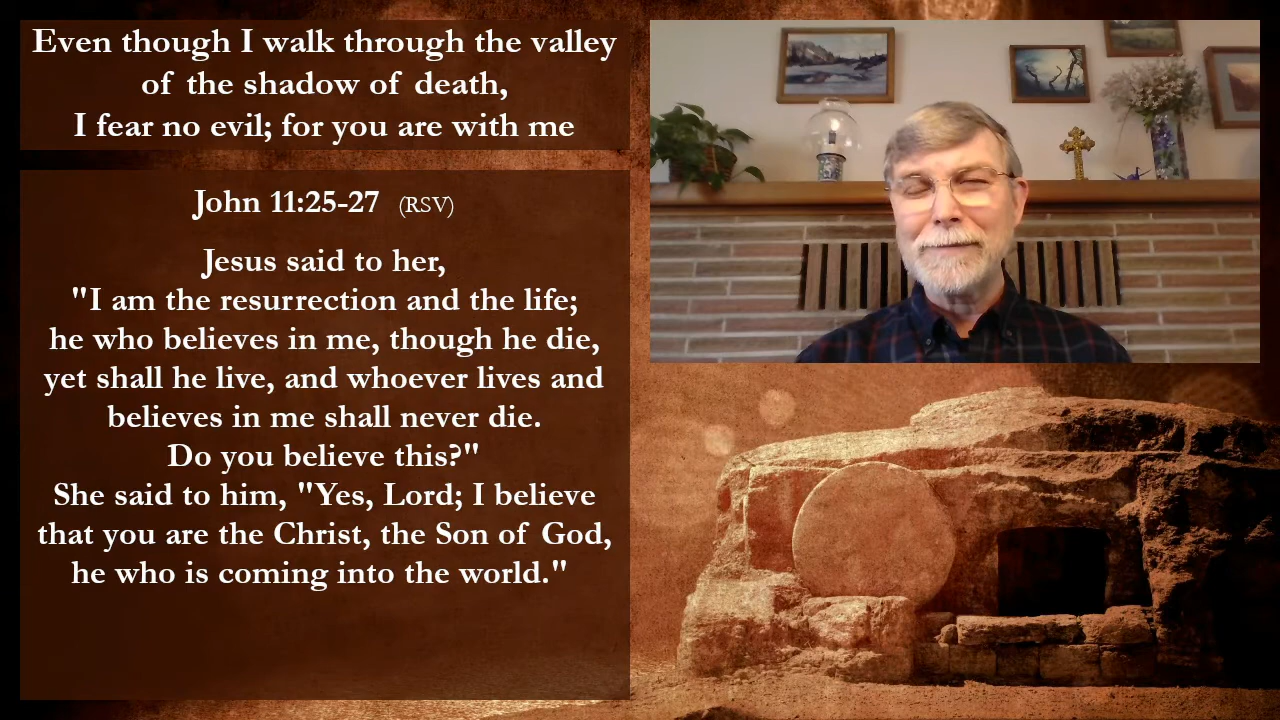 Even though I walk through the valley
of the shadow of death,
I fear no evil; for you are with me
John 11:25-27 (RSV)
Jesus said to her,
"I am the resurrection and the life;
he who believes in me, though he die,
yet shall he live, and whoever lives and
believes in me shall never die.
Do you believe this?"
She said to him, "Yes, Lord; I believe
that you are the Christ, the Son of God,
he who is coming into the world."